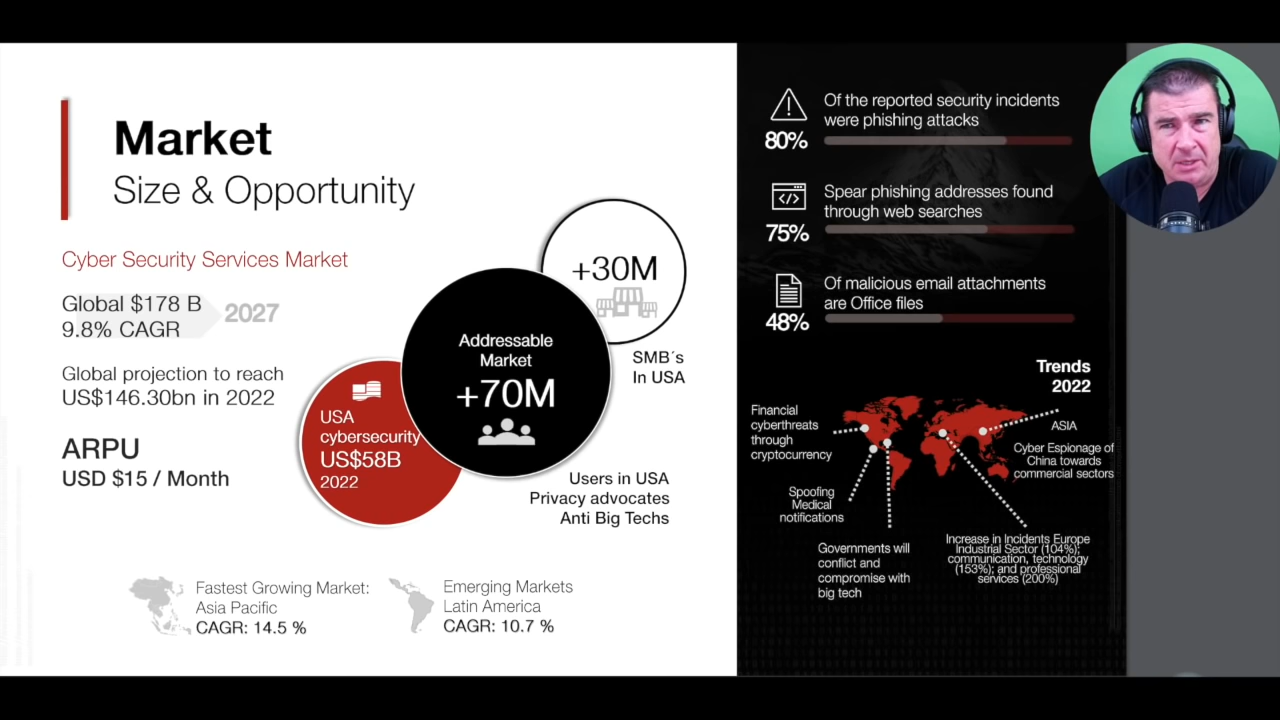 Market
Size & Opportunity
Cyber Security Services Market
Global $178 B
9.8% CAGR
2027
Global projection to reach
US$146.30bn in 2022
ARPU
USD $15 / Month
USA
cybersecurity
US$58B
2022
Addressable
Market
+70M
+30M
SMB´s
In USA
Users in USA
Privacy advocates
Anti Big Techs
Fastest Growing Market:
Asia Pacific
CAGR: 14.5 %
Emerging Markets
Latin America
CAGR: 10.7 %
80%
Of the reported security incidents
were phishing attacks
75%
Spear phishing addresses found
through web searches
48%
Of malicious email attachments
are Office files
Trends
2022
Financial
cyberthreats
through
cryptocurrency
Spoofing
Medical
notifications
Governments will
conflict and
compromise with
big tech
ASIA
Cyber Espionage of
China towards
commercial sectors
Increase in Incidents Europe
Industrial Sector (104%);
communication, technology
(153%); and professional
services (200%)